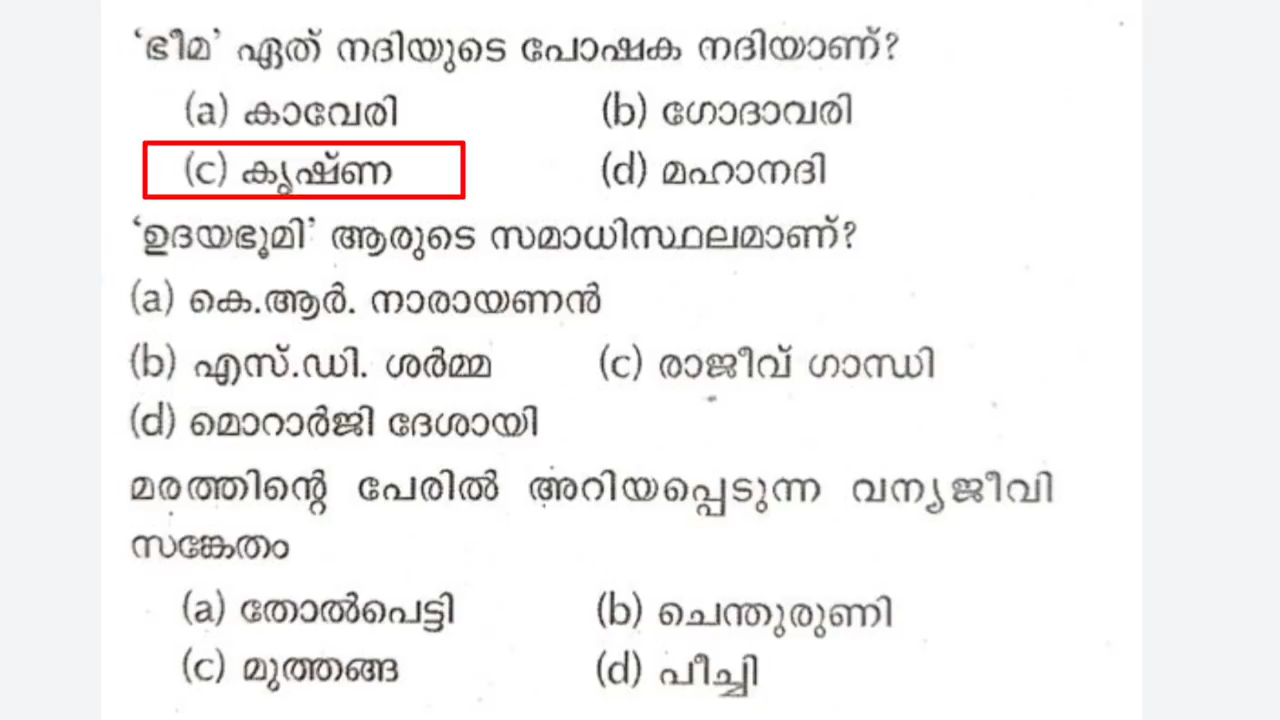 ‘ഭീമ’ ഏത് നദിയുടെ പോഷക നദിയാണ്?
(a) കാവേരി (b) ഗോദാവരി
(c) കൃഷ്ണ (d) മഹാനദി
‘ഉദയഭൂമി’ ആരുടെ സമാധിസ്ഥലമാണ്?
(a) കെ.ആർ. നാരായണൻ
(b) എസ്.ഡി. ശർമ്മ (c) രാജീവ് ഗാന്ധി
(d) മൊറാർജി ദേശായി
മരത്തിന്റെ പേരിൽ അറിയപ്പെടുന്ന വന്യജീവി
സങ്കേതം
(a) തോൽപെട്ടി (b) ചെന്തുരുണി
(c) മുത്തങ്ങ (d) പീച്ചി